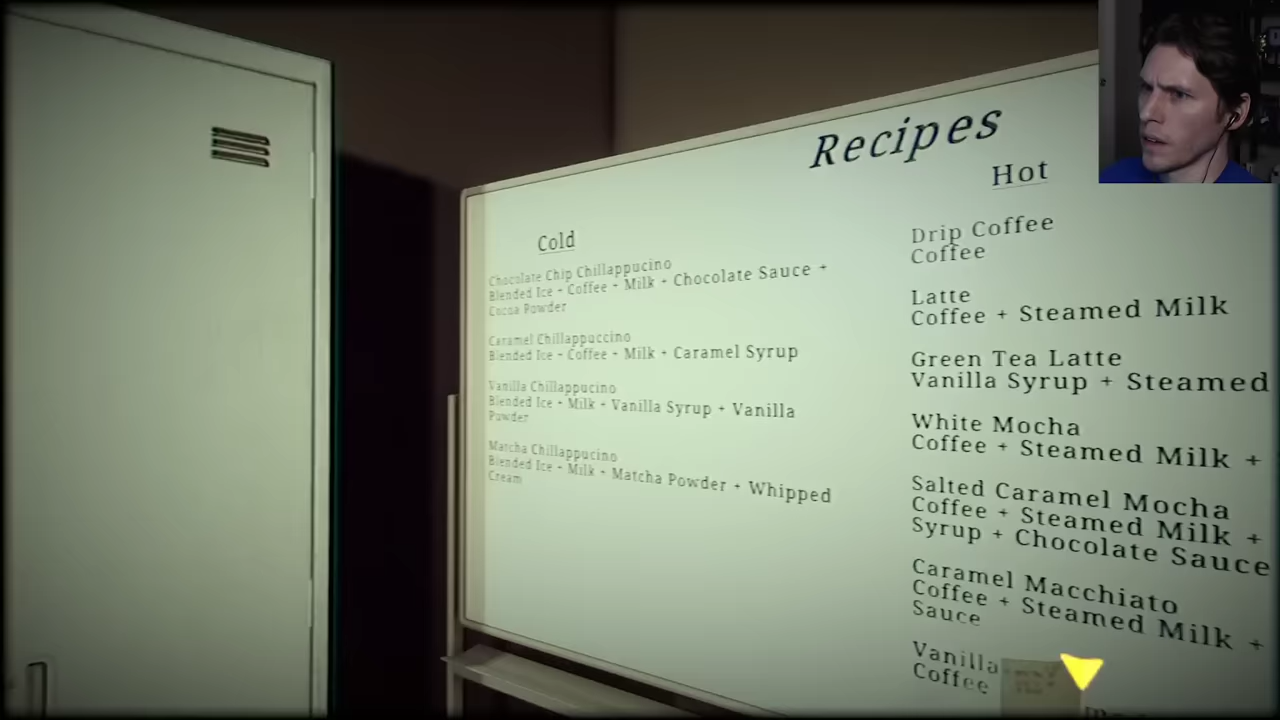 Recipes
Cold
Chocolate Chip Chillappucino
Blended Ice + Coffee + Milk + Chocolate Sauce +
Cocoa Powder
Caramel Chillappuccino
Blended Ice + Coffee + Milk + Caramel Syrup
Vanilla Chillappucino
Blended Ice + Milk + Vanilla Syrup + Vanilla
Powder
Matcha Chillappucino
Blended Ice + Milk + Matcha Powder + Whipped
Cream
Hot
Drip Coffee
Coffee
Latte
Coffee + Steamed Milk
Green Tea Latte
Vanilla Syrup + Steamed
White Mocha
Coffee + Steamed Milk +
Salted Caramel Mocha
Coffee + Steamed Milk +
Syrup + Chocolate Sauce
Caramel Macchiato
Coffee + Steamed Milk +
Sauce
Vanilla
Coffee